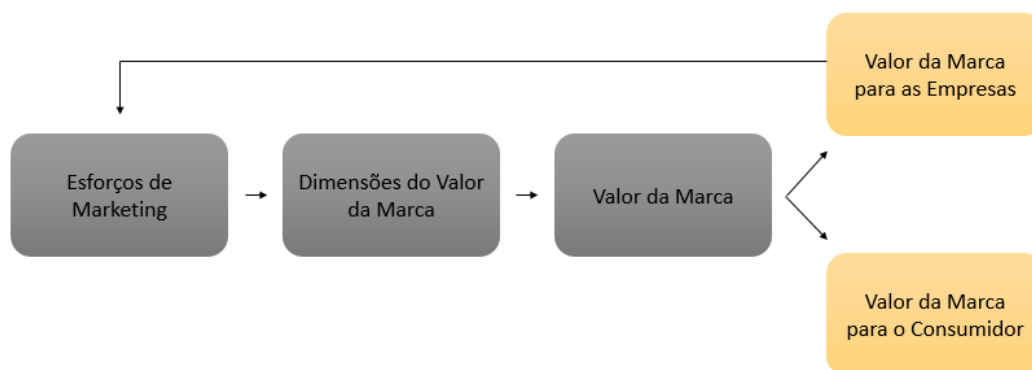 Valor da Marca
para as Empresas
Esforços de
Marketing
Dimensões do Valor
da Marca
Valor da Marca
Valor da Marca
para o Consumidor